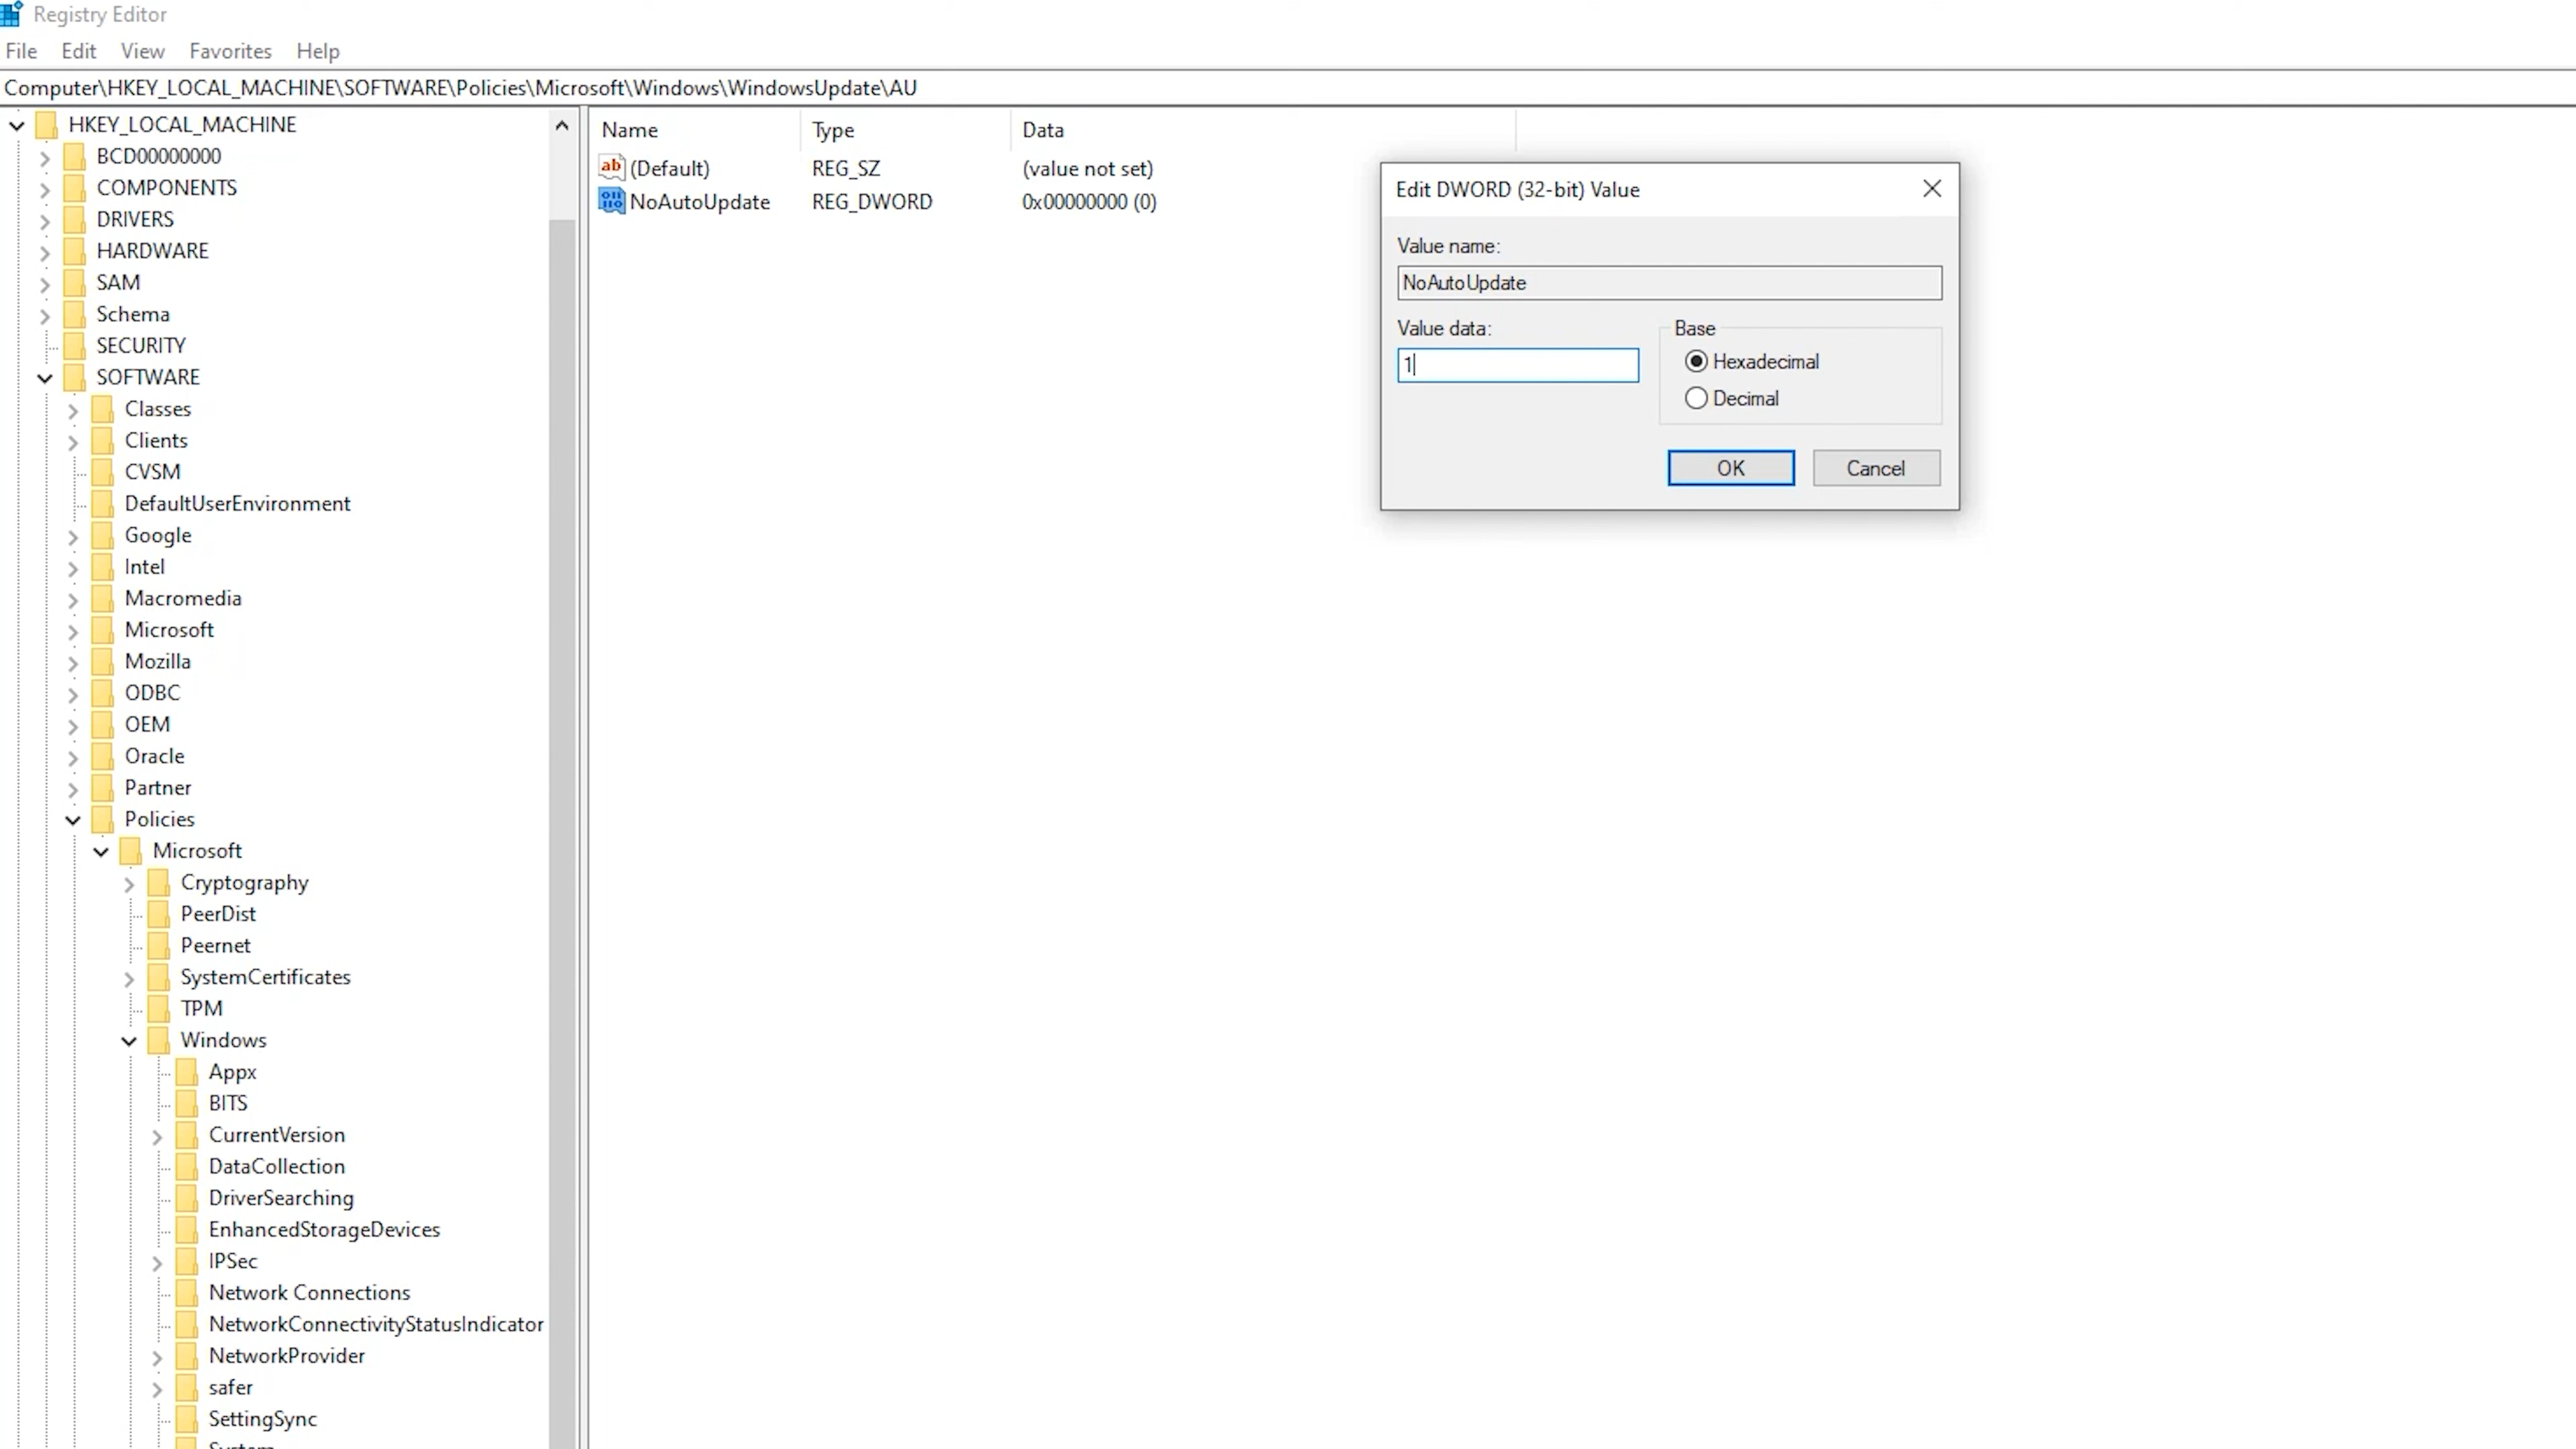 Registry Editor
File Edit View Favorites Help
Computer\HKEY_LOCAL_MACHINE\SOFTWARE\Policies\Microsoft\Windows\WindowsUpdate\AU
HKEY_LOCAL_MACHINE
BCD00000000
COMPONENTS
DRIVERS
HARDWARE
SAM
Schema
SECURITY
SOFTWARE
Classes
Clients
CVSM
DefaultUserEnvironment
Google
Intel
Macromedia
Microsoft
Mozilla
ODBC
OEM
Oracle
Partner
Policies
Microsoft
Cryptography
PeerDist
Peernet
SystemCertificates
TPM
Windows
Appx
BITS
CurrentVersion
DataCollection
DriverSearching
EnhancedStorageDevices
IPSec
Network Connections
NetworkConnectivityStatusIndicator
NetworkProvider
safer
SettingSync
System
Name Type Data
(Default) REG_SZ (value not set)
NoAutoUpdate REG_DWORD 0x00000000 (0)
Edit DWORD (32-bit) Value
Value name:
NoAutoUpdate
Value data:
1
Base
Hexadecimal
Decimal
OK Cancel